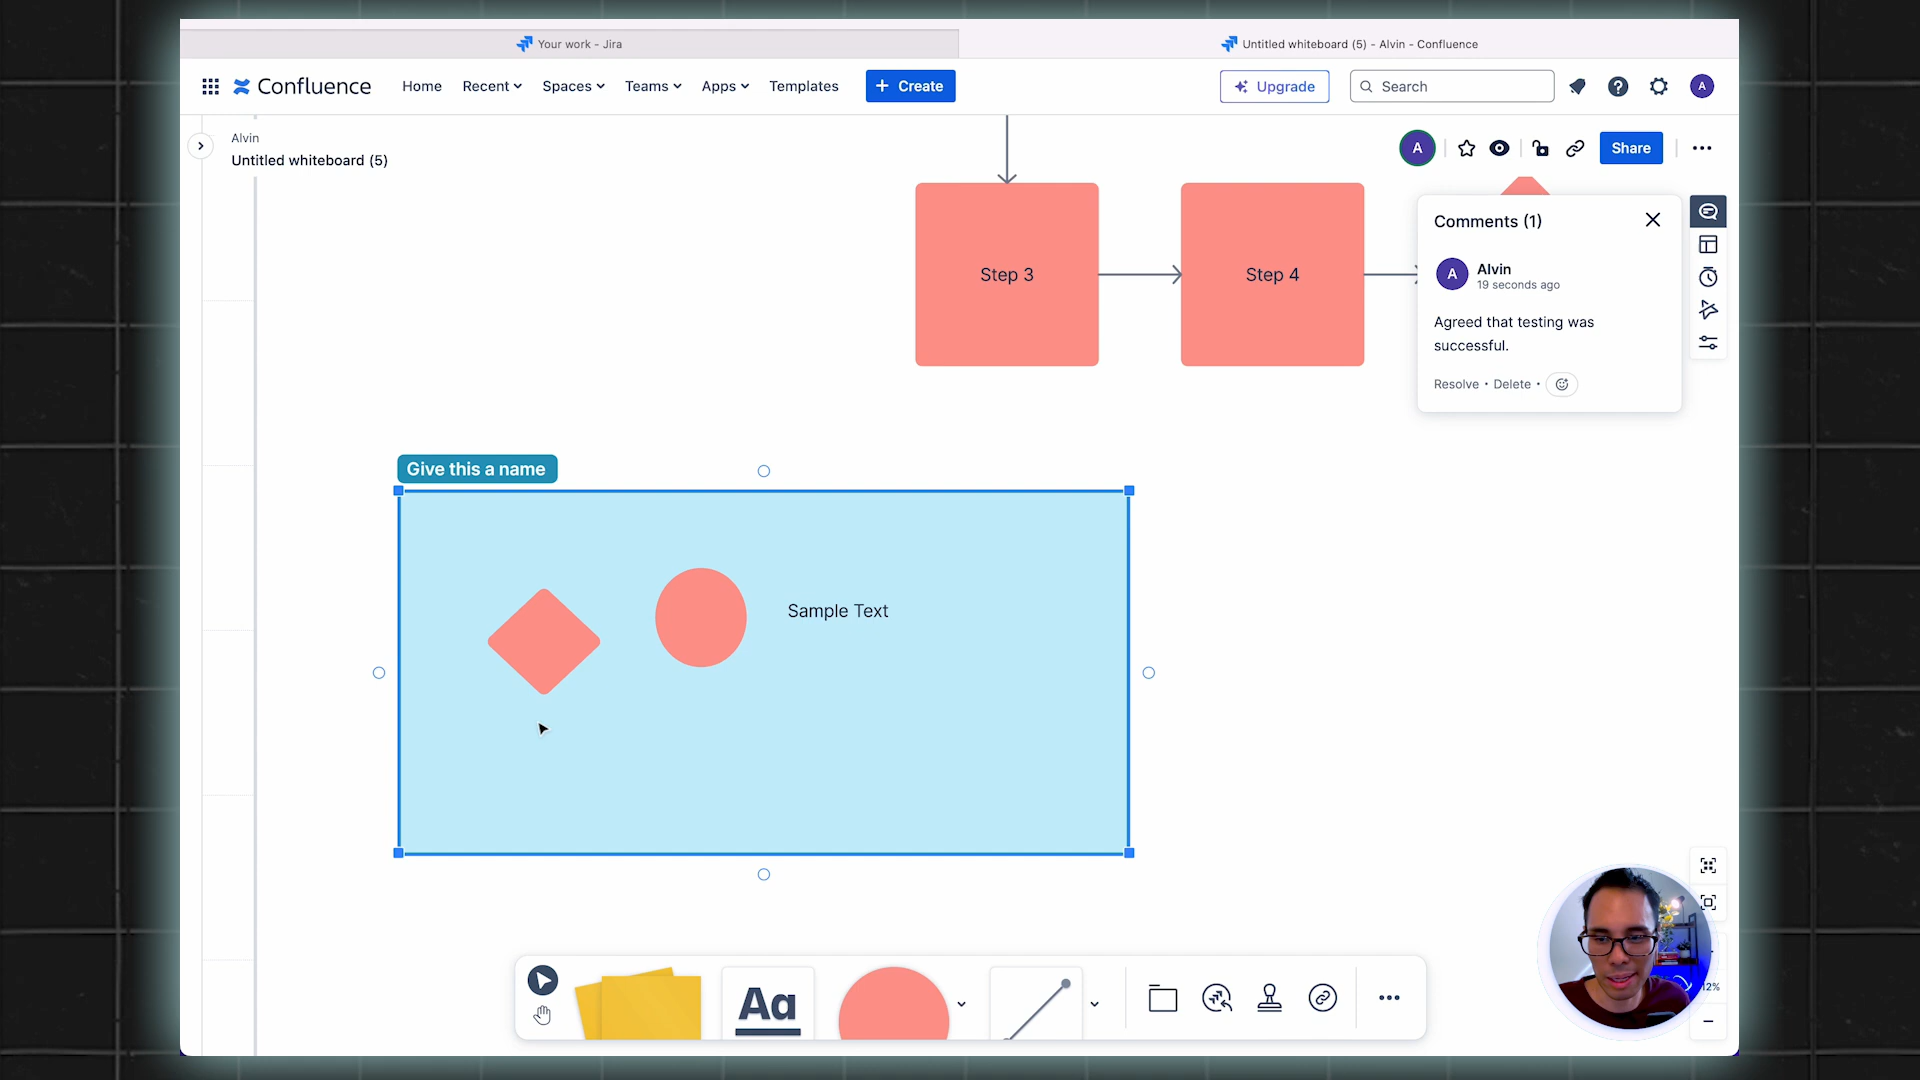 Your work - Jira
Untitled whiteboard (5) - Alvin - Confluence
Confluence
Home
Recent
Spaces
Teams
Apps
Templates
+ Create
Upgrade
Search
A
Alvin
Untitled whiteboard (5)
A
Share
Step 3
Step 4
Comments (1)
A
Alvin
19 seconds ago
Agreed that testing was
successful.
Resolve • Delete •
Give this a name
Sample Text
Aa